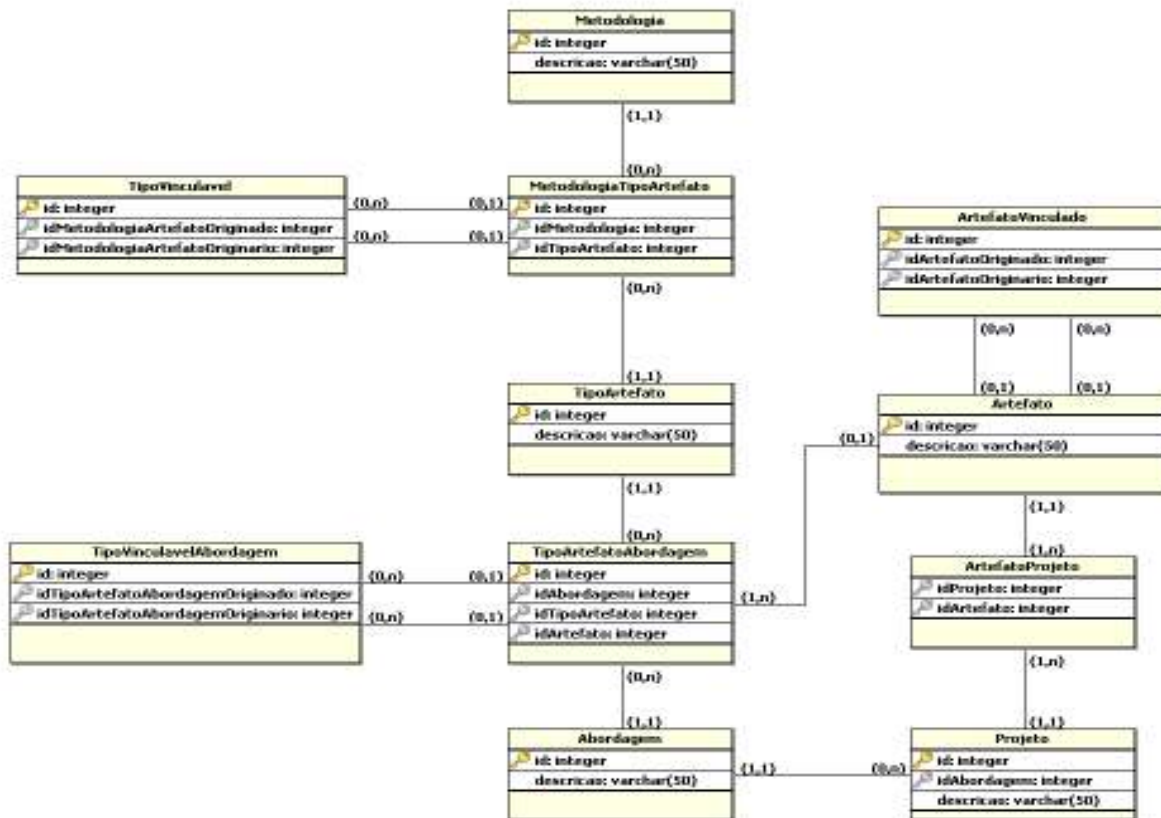 Metodologia
id: integer
descricao: varchar(50)
(1,1)
(0,n)
TipoVinculavel
id: integer
idMetodologiaArtefatoOriginado: integer
idMetodologiaArtefatoOriginario: integer
(0,n)
(0,1)
(0,n)
(0,1)
MetodologiaTipoArtefato
id: integer
idMetodologia: integer
idTipoArtefato: integer
(0,n)
(1,1)
ArtefatoVinculado
id: integer
idArtefatoOriginado: integer
idArtefatoOriginario: integer
(0,n)
(0,n)
(0,1)
(0,1)
TipoArtefato
id: integer
descricao: varchar(50)
(1,1)
(0,n)
Artefato
id: integer
descricao: varchar(50)
(0,1)
(1,1)
(1,n)
TipoVinculavelAbordagem
id: integer
idTipoArtefatoAbordagemOriginado: integer
idTipoArtefatoAbordagemOriginario: integer
(0,n)
(0,1)
(0,n)
(0,1)
TipoArtefatoAbordagem
id: integer
idAbordagem: integer
idTipoArtefato: integer
idArtefato: integer
(1,n)
(0,n)
(1,1)
ArtefatoProjeto
idProjeto: integer
idArtefato: integer
(1,n)
(1,1)
Abordagem
id: integer
descricao: varchar(50)
(1,1)
(0,n)
Projeto
id: integer
idAbordagem: integer
descricao: varchar(50)